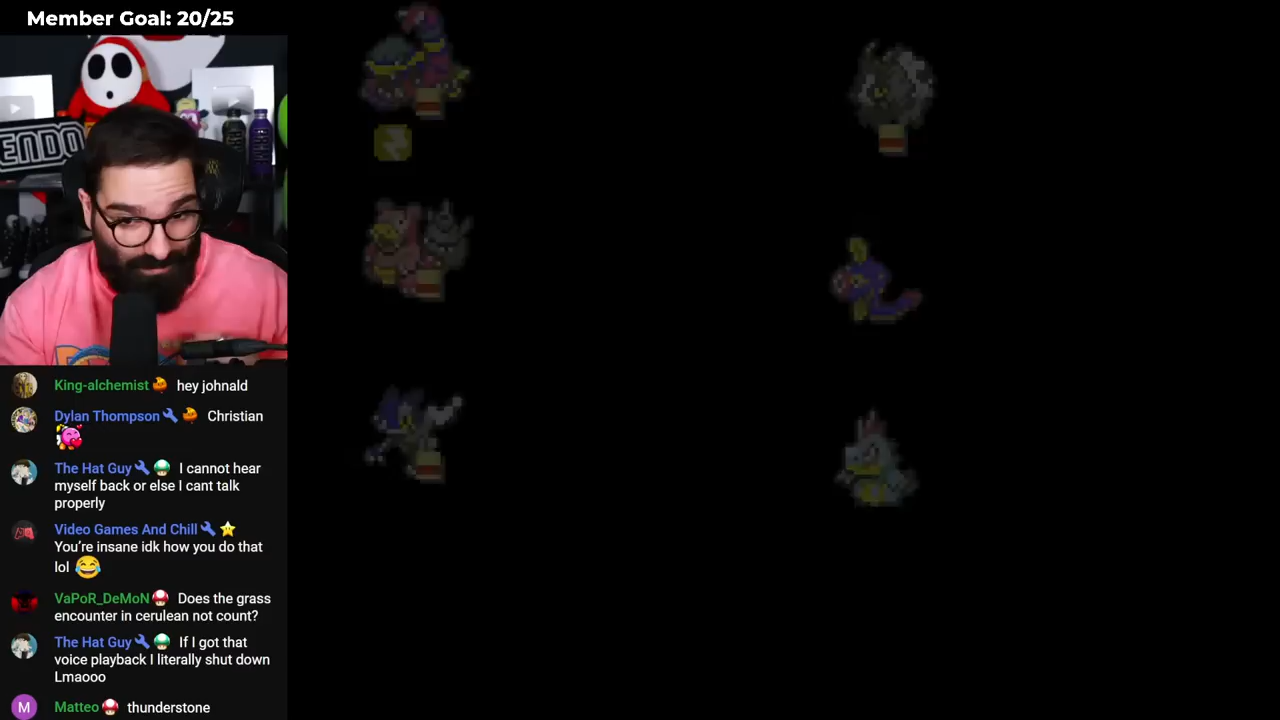 Member Goal: 20/25
ENDO
King-alchemist hey johnald
Dylan Thompson Christian
The Hat Guy I cannot hear
myself back or else I cant talk
properly
Video Games And Chill
You're insane idk how you do that
lol
VaPoR_DeMoN Does the grass
encounter in cerulean not count?
The Hat Guy If I got that
voice playback I literally shut down
Lmaooo
M
Matteo thunderstone